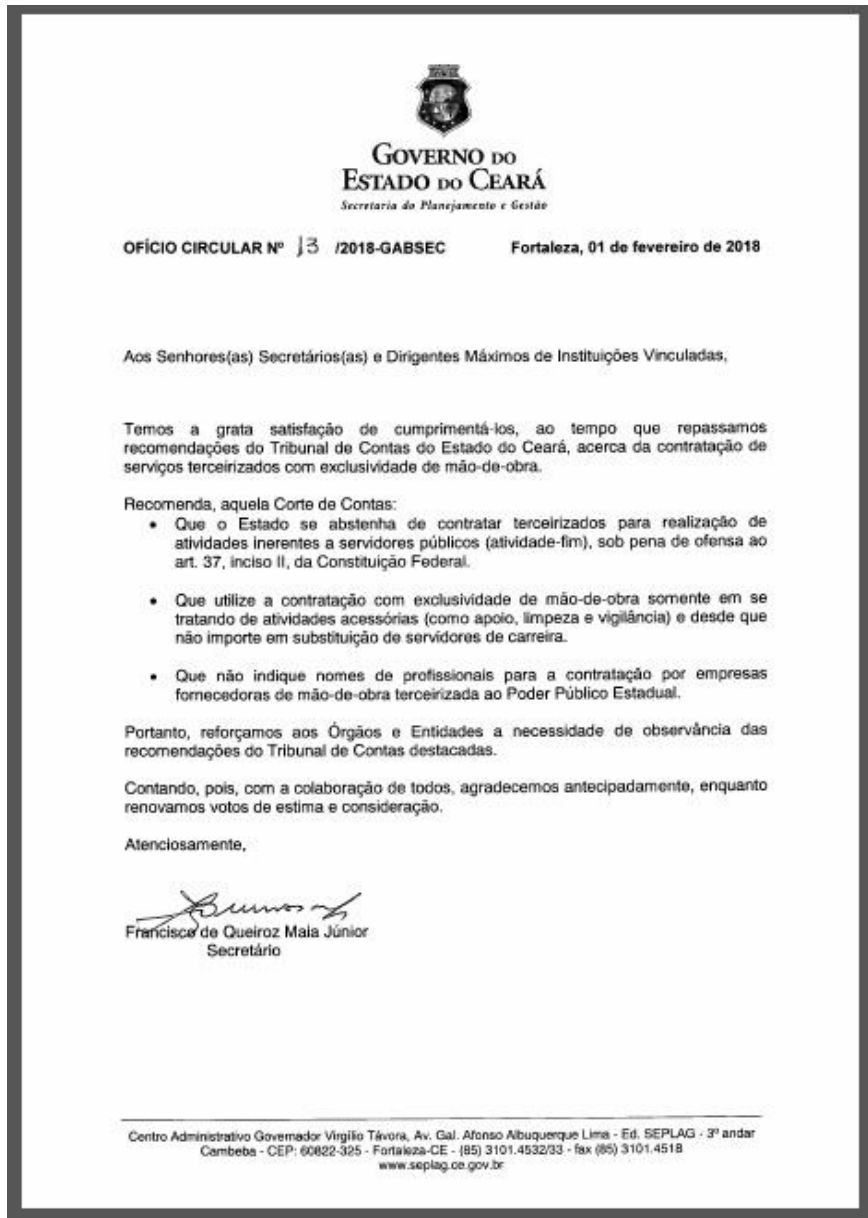 GOVERNO DO
ESTADO DO CEARÁ
Secretaria do Planejamento e Gestão
OFÍCIO CIRCULAR Nº 13 /2018-GABSEC Fortaleza, 01 de fevereiro de 2018
Aos Senhores(as) Secretários(as) e Dirigentes Máximos de Instituições Vinculadas,
Temos a grata satisfação de cumprimentá-los, ao tempo que repassamos
recomendações do Tribunal de Contas do Estado do Ceará, acerca da contratação de
serviços terceirizados com exclusividade de mão-de-obra.
Recomenda, aquela Corte de Contas:
• Que o Estado se abstenha de contratar terceirizados para realização de
atividades inerentes a servidores públicos (atividade-fim), sob pena de ofensa ao
art. 37, inciso II, da Constituição Federal.
• Que utilize a contratação com exclusividade de mão-de-obra somente em se
tratando de atividades acessórias (como apoio, limpeza e vigilância) e desde que
não importe em substituição de servidores de carreira.
• Que não indique nomes de profissionais para a contratação por empresas
fornecedoras de mão-de-obra terceirizada ao Poder Público Estadual.
Portanto, reforçamos aos Órgãos e Entidades a necessidade de observância das
recomendações do Tribunal de Contas destacadas.
Contando, pois, com a colaboração de todos, agradecemos antecipadamente, enquanto
renovamos votos de estima e consideração.
Atenciosamente,
Francisco de Queiroz Maia Júnior
Secretário
Centro Administrativo Governador Virgílio Távora, Av. Gal. Afonso Albuquerque Lima - Ed. SEPLAG - 3º andar
Cambeba - CEP: 60822-325 - Fortaleza-CE - (85) 3101.4532/33 - fax (85) 3101.4518
www.seplag.ce.gov.br